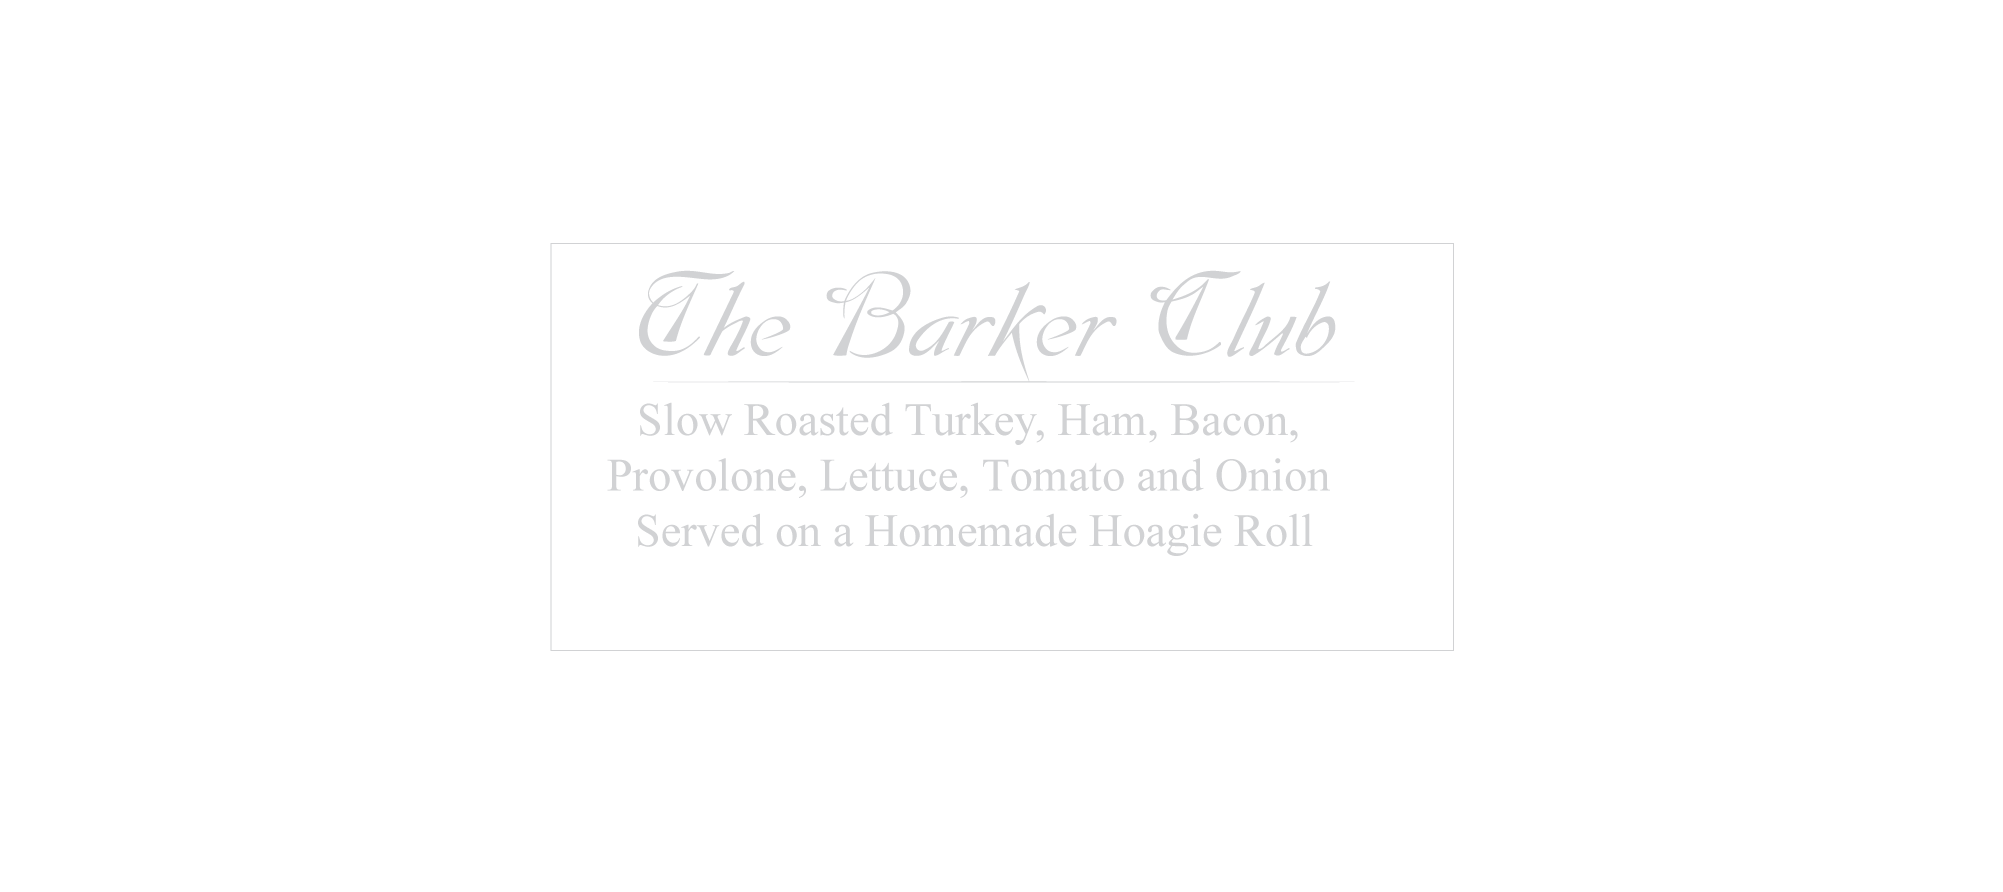 The Barker Club
Slow Roasted Turkey, Ham, Bacon,
Provolone, Lettuce, Tomato and Onion
Served on a Homemade Hoagie Roll